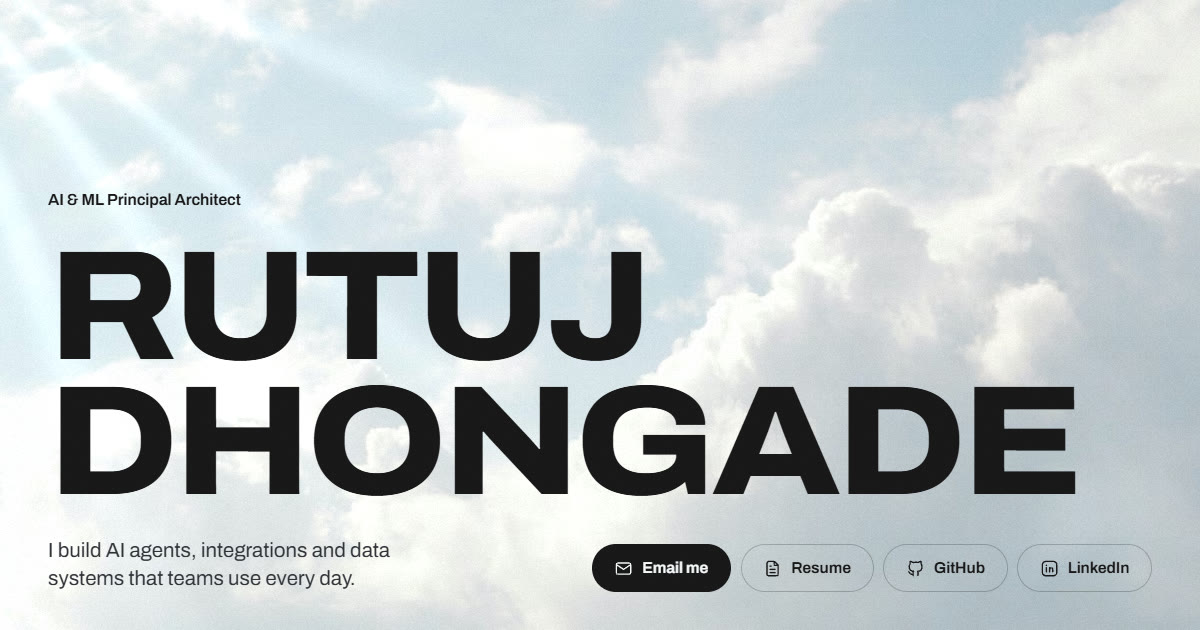 AI & ML Principal Architect
RUTUJ
DHONGADE
I build AI agents, integrations and data
systems that teams use every day.
Email me
Resume
GitHub
LinkedIn